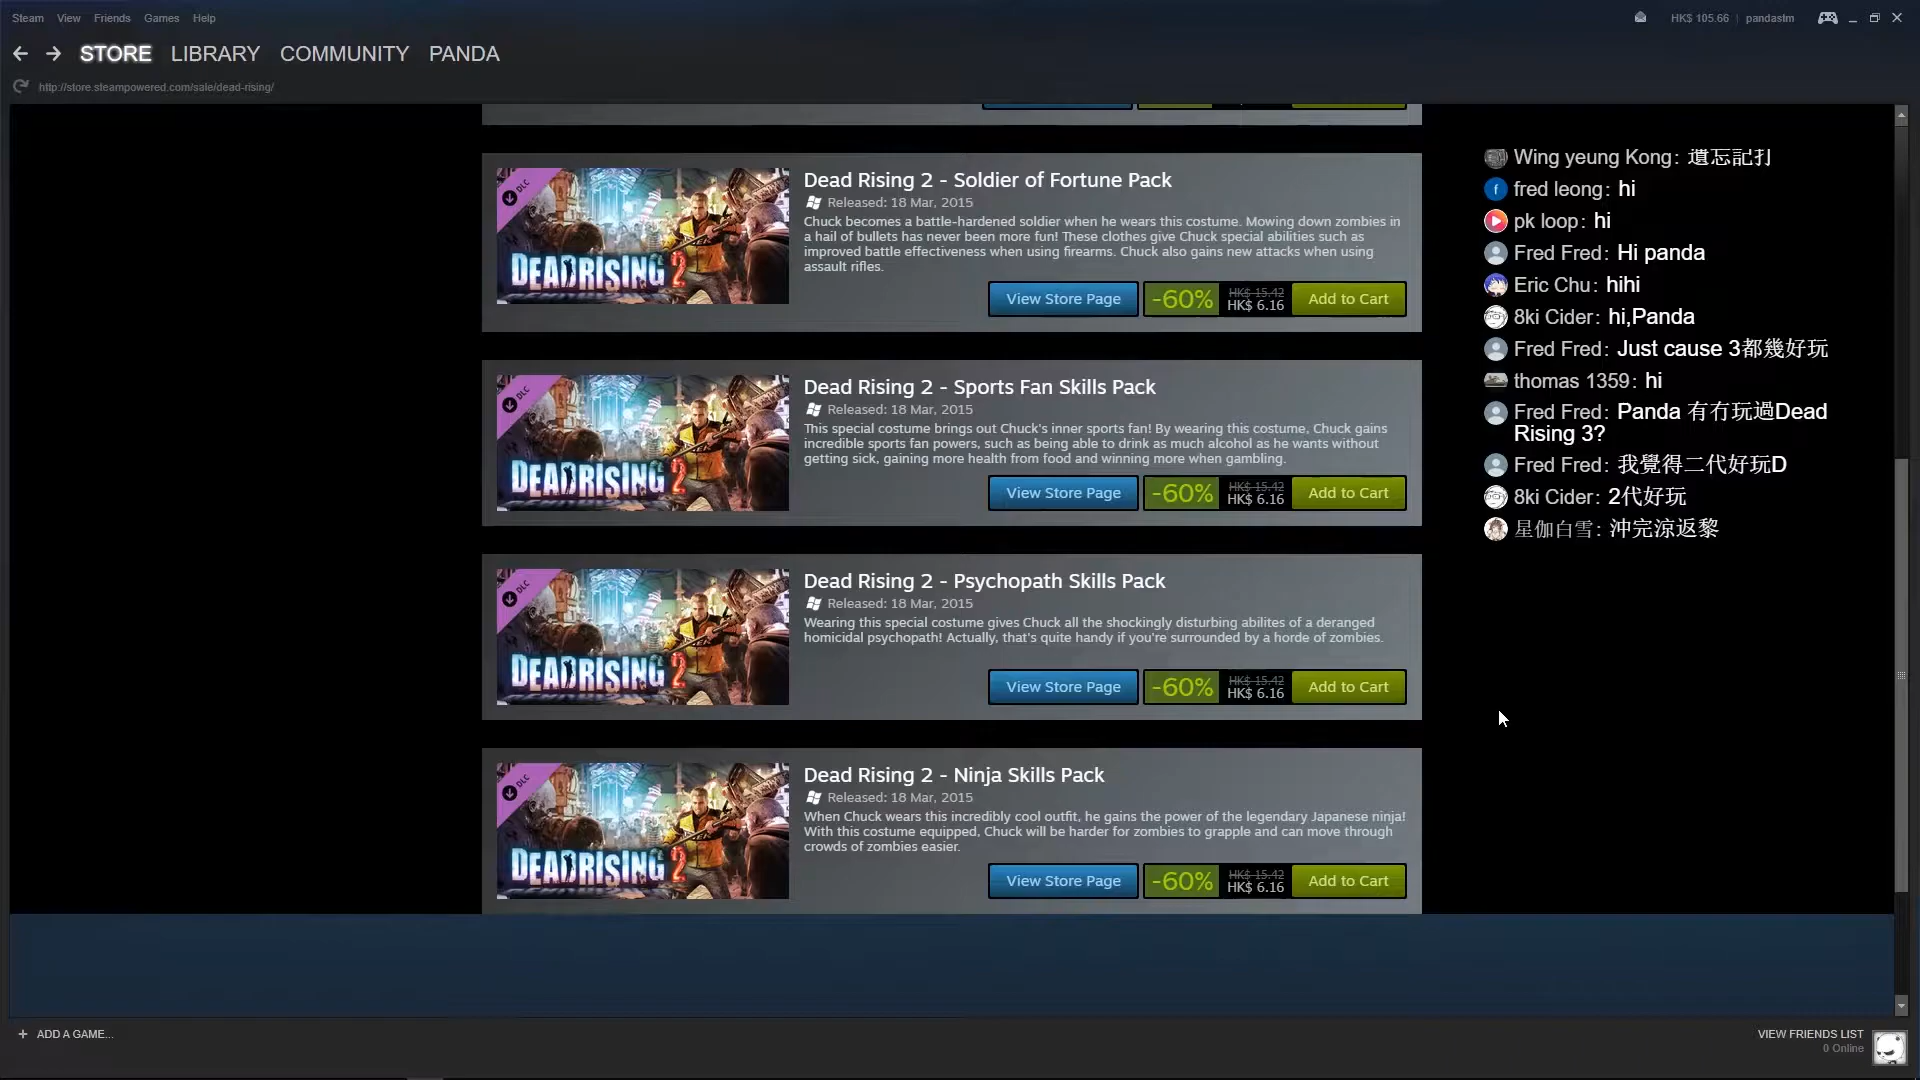 Steam View Friends Games Help
HK$ 105.66 | pandastm
STORE LIBRARY COMMUNITY PANDA
http://store.steampowered.com/sale/dead-rising/
DLC
DEADRISING 2
Dead Rising 2 - Soldier of Fortune Pack
Released: 18 Mar, 2015
Chuck becomes a battle-hardened soldier when he wears this costume. Mowing down zombies in
a hail of bullets has never been more fun! These clothes give Chuck special abilities such as
improved battle effectiveness when using firearms. Chuck also gains new attacks when using
assault rifles.
View Store Page -60% HK$ 15.42 HK$ 6.16 Add to Cart
DLC
DEADRISING 2
Dead Rising 2 - Sports Fan Skills Pack
Released: 18 Mar, 2015
This special costume brings out Chuck's inner sports fan! By wearing this costume, Chuck gains
incredible sports fan powers, such as being able to drink as much alcohol as he wants without
getting sick, gaining more health from food and winning more when gambling.
View Store Page -60% HK$ 15.42 HK$ 6.16 Add to Cart
DLC
DEADRISING 2
Dead Rising 2 - Psychopath Skills Pack
Released: 18 Mar, 2015
Wearing this special costume gives Chuck all the shockingly disturbing abilites of a deranged
homicidal psychopath! Actually, that's quite handy if you're surrounded by a horde of zombies.
View Store Page -60% HK$ 15.42 HK$ 6.16 Add to Cart
DLC
DEADRISING 2
Dead Rising 2 - Ninja Skills Pack
Released: 18 Mar, 2015
When Chuck wears this incredibly cool outfit, he gains the power of the legendary Japanese ninja!
With this costume equipped, Chuck will be harder for zombies to grapple and can move through
crowds of zombies easier.
View Store Page -60% HK$ 15.42 HK$ 6.16 Add to Cart
Wing yeung Kong: 遺忘記打
fred leong: hi
pk loop: hi
Fred Fred: Hi panda
Eric Chu: hihi
8ki Cider: hi,Panda
Fred Fred: Just cause 3都幾好玩
thomas 1359: hi
Fred Fred: Panda 有冇玩過Dead
Rising 3?
Fred Fred: 我覺得二代好玩D
8ki Cider: 2代好玩
星伽白雪: 沖完涼返黎
+ ADD A GAME...
VIEW FRIENDS LIST
0 Online